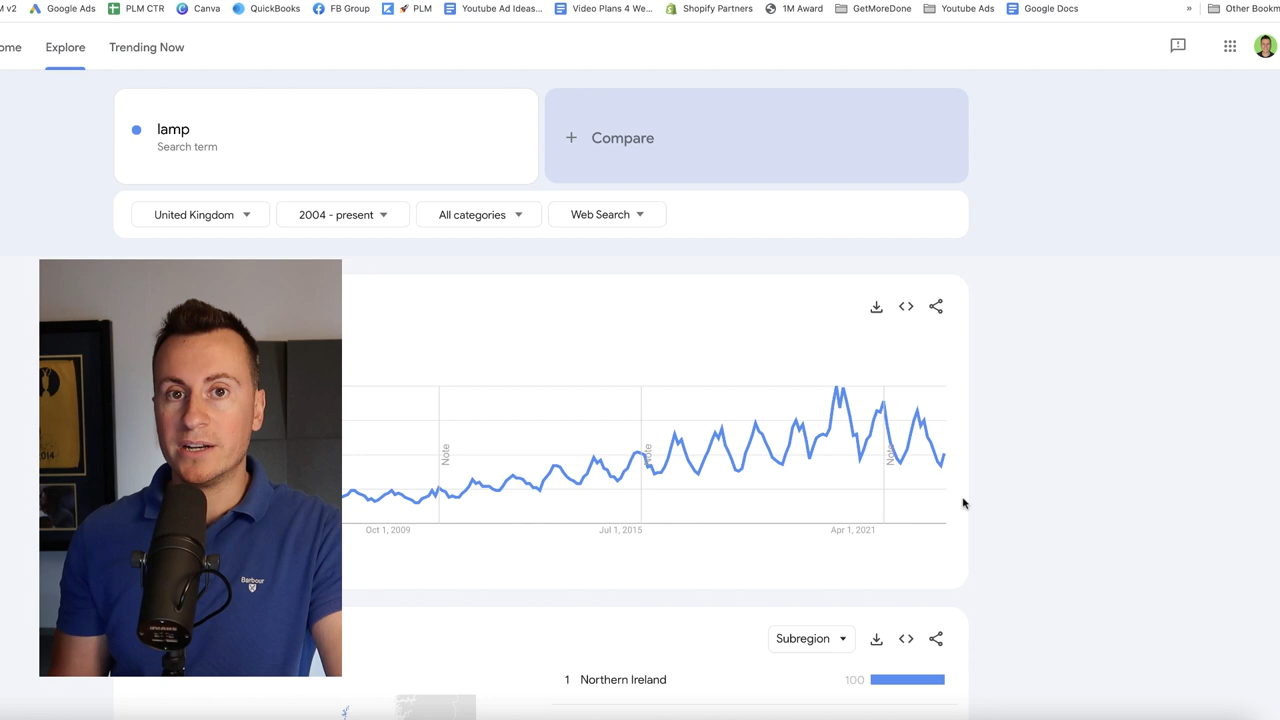 M v2 Google Ads PLM CTR Canva QuickBooks FB Group PLM Youtube Ad Ideas... Video Plans 4 We... Shopify Partners 1M Award GetMoreDone Youtube Ads Google Docs » Other Bookm
ome Explore Trending Now
lamp
Search term
+ Compare
United Kingdom 2004 - present All categories Web Search
Note Note Note
Oct 1, 2009 Jul 1, 2015 Apr 1, 2021
2014
Barbour
Subregion
1 Northern Ireland 100